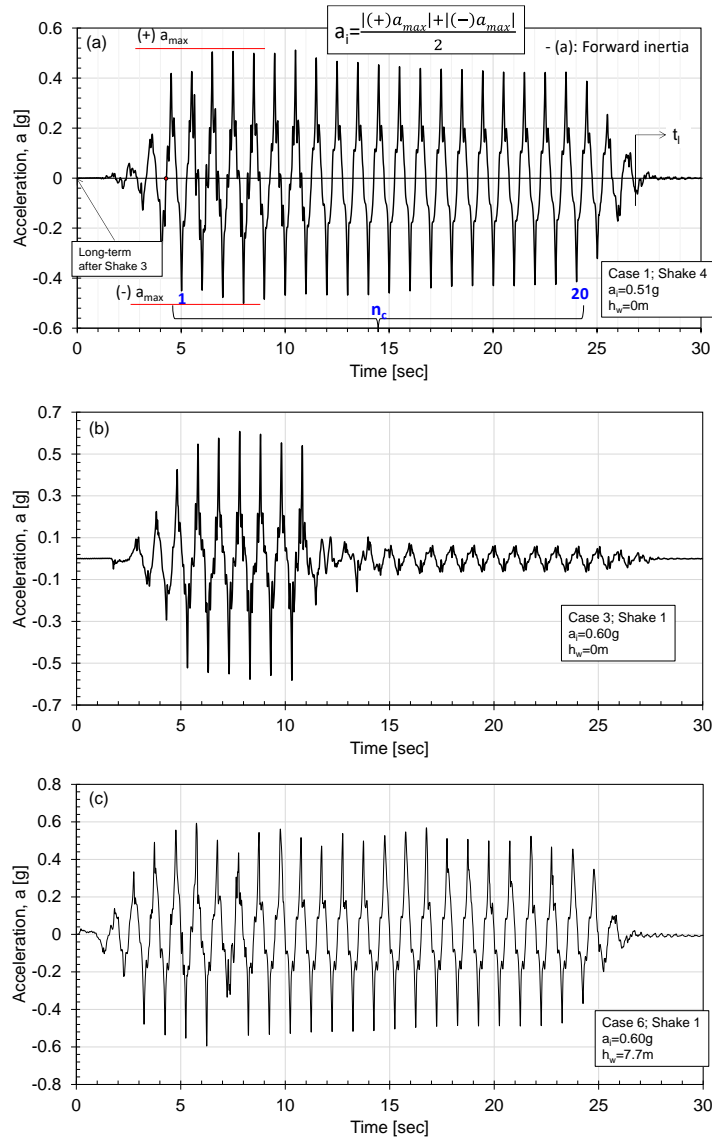 (a)
(+) a_max
a_i=|(+)a_max|+|(-)a_max|/2
- (a): Forward inertia
t_l
Long-term
after Shake 3
(-) a_max
1
20
n_c
Case 1; Shake 4
a_i=0.51g
h_w=0m
Acceleration, a [g]
0.6
0.4
0.2
0
-0.2
-0.4
-0.6
0 5 10 15 20 25 30
Time [sec]
(b)
Case 3; Shake 1
a_i=0.60g
h_w=0m
Acceleration, a [g]
0.7
0.5
0.3
0.1
-0.1
-0.3
-0.5
-0.7
0 5 10 15 20 25 30
Time [sec]
(c)
Case 6; Shake 1
a_i=0.60g
h_w=7.7m
Acceleration, a [g]
0.8
0.6
0.4
0.2
0
-0.2
-0.4
-0.6
-0.8
0 5 10 15 20 25 30
Time [sec]